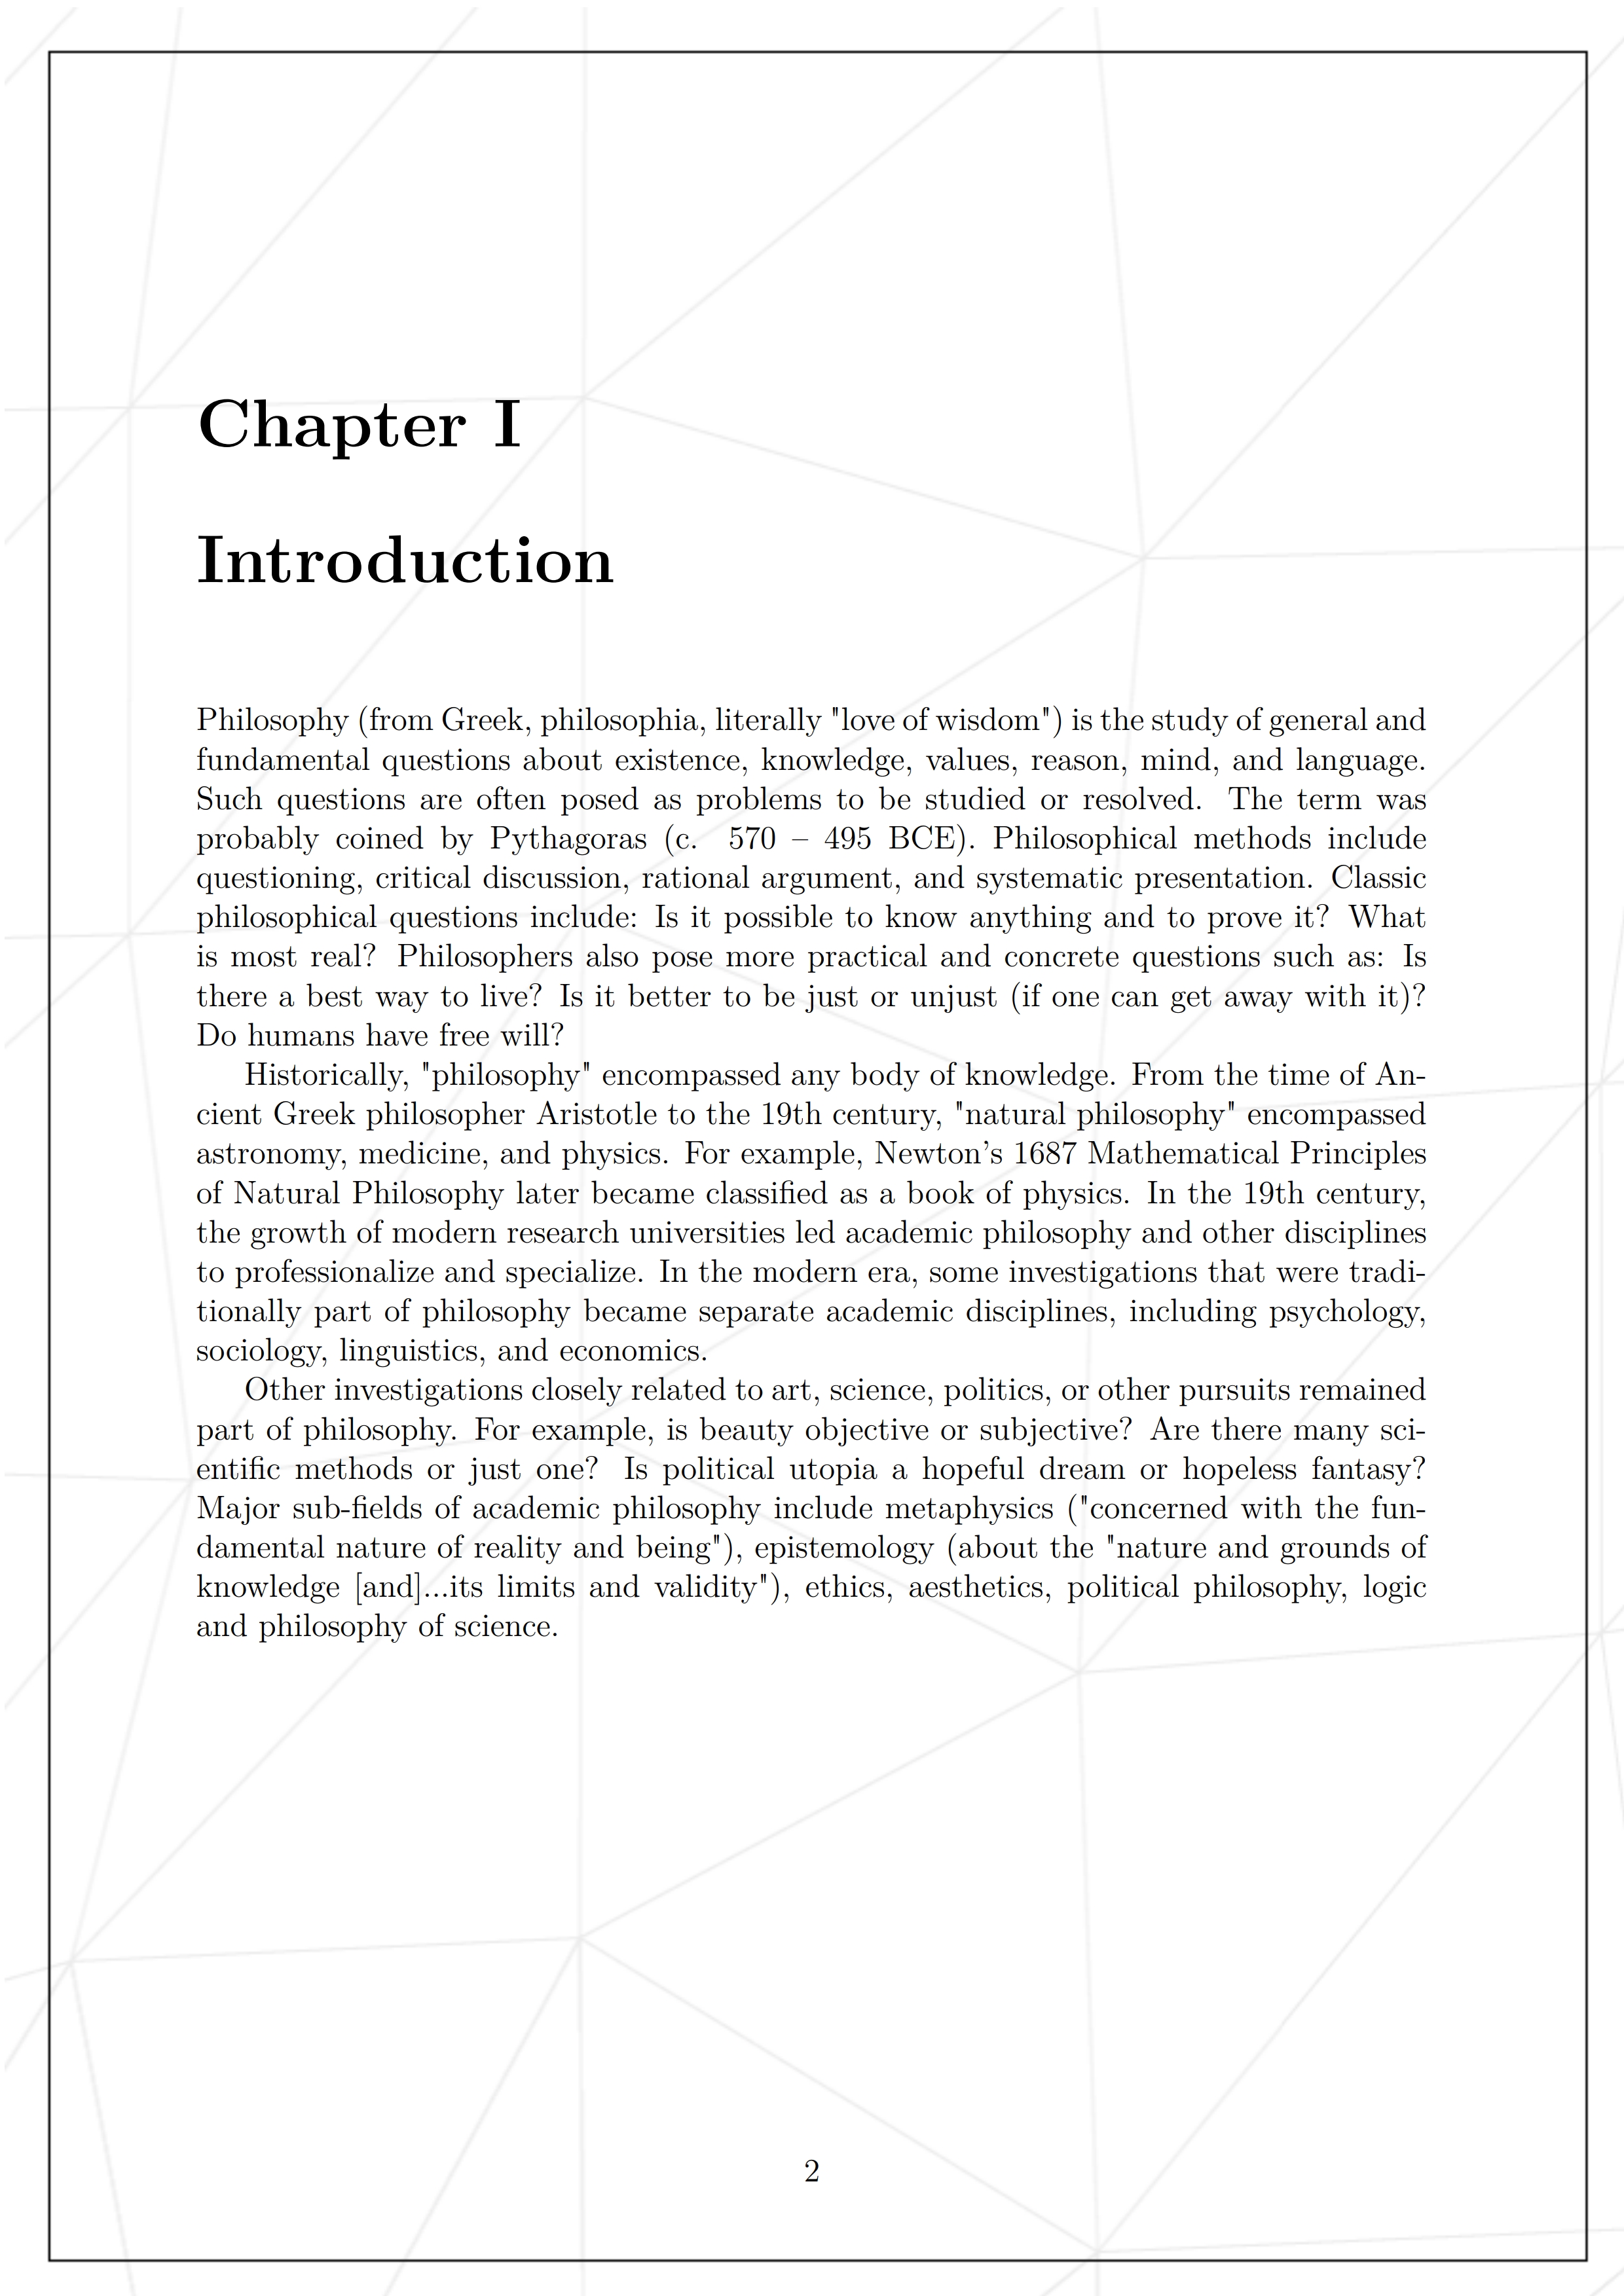 Chapter I
Introduction
Philosophy (from Greek, philosophia, literally "love of wisdom") is the study of general and
fundamental questions about existence, knowledge, values, reason, mind, and language.
Such questions are often posed as problems to be studied or resolved. The term was
probably coined by Pythagoras (c. 570 – 495 BCE). Philosophical methods include
questioning, critical discussion, rational argument, and systematic presentation. Classic
philosophical questions include: Is it possible to know anything and to prove it? What
is most real? Philosophers also pose more practical and concrete questions such as: Is
there a best way to live? Is it better to be just or unjust (if one can get away with it)?
Do humans have free will?
Historically, "philosophy" encompassed any body of knowledge. From the time of An-
cient Greek philosopher Aristotle to the 19th century, "natural philosophy" encompassed
astronomy, medicine, and physics. For example, Newton's 1687 Mathematical Principles
of Natural Philosophy later became classified as a book of physics. In the 19th century,
the growth of modern research universities led academic philosophy and other disciplines
to professionalize and specialize. In the modern era, some investigations that were tradi-
tionally part of philosophy became separate academic disciplines, including psychology,
sociology, linguistics, and economics.
Other investigations closely related to art, science, politics, or other pursuits remained
part of philosophy. For example, is beauty objective or subjective? Are there many sci-
entific methods or just one? Is political utopia a hopeful dream or hopeless fantasy?
Major sub-fields of academic philosophy include metaphysics ("concerned with the fun-
damental nature of reality and being"), epistemology (about the "nature and grounds of
knowledge [and]...its limits and validity"), ethics, aesthetics, political philosophy, logic
and philosophy of science.
2